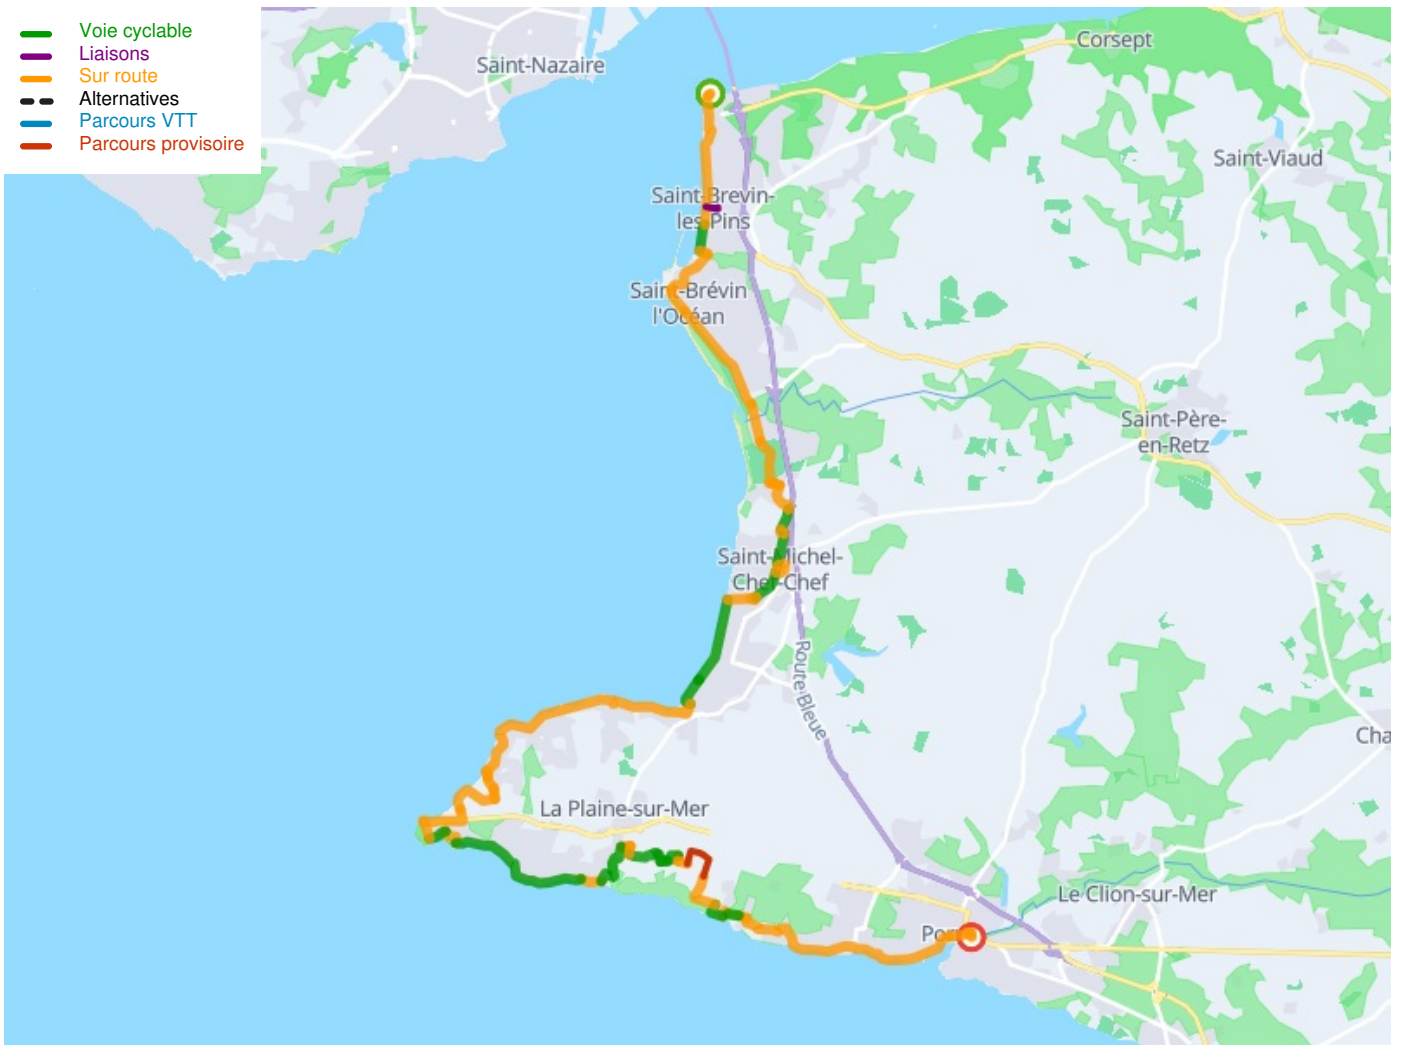 Voie cyclable
Liaisons
Sur route
Alternatives
Parcours VTT
Parcours provisoire
Saint-Nazaire
Corsept
Saint-Viaud
Saint-Brevin-
les-Pins
Saint-Brévin
l'Océan
Saint-Père-
en-Retz
Saint-Michel-
Chef-Chef
Route Bleue
Cha
La Plaine-sur-Mer
Le Clion-sur-Mer
Por